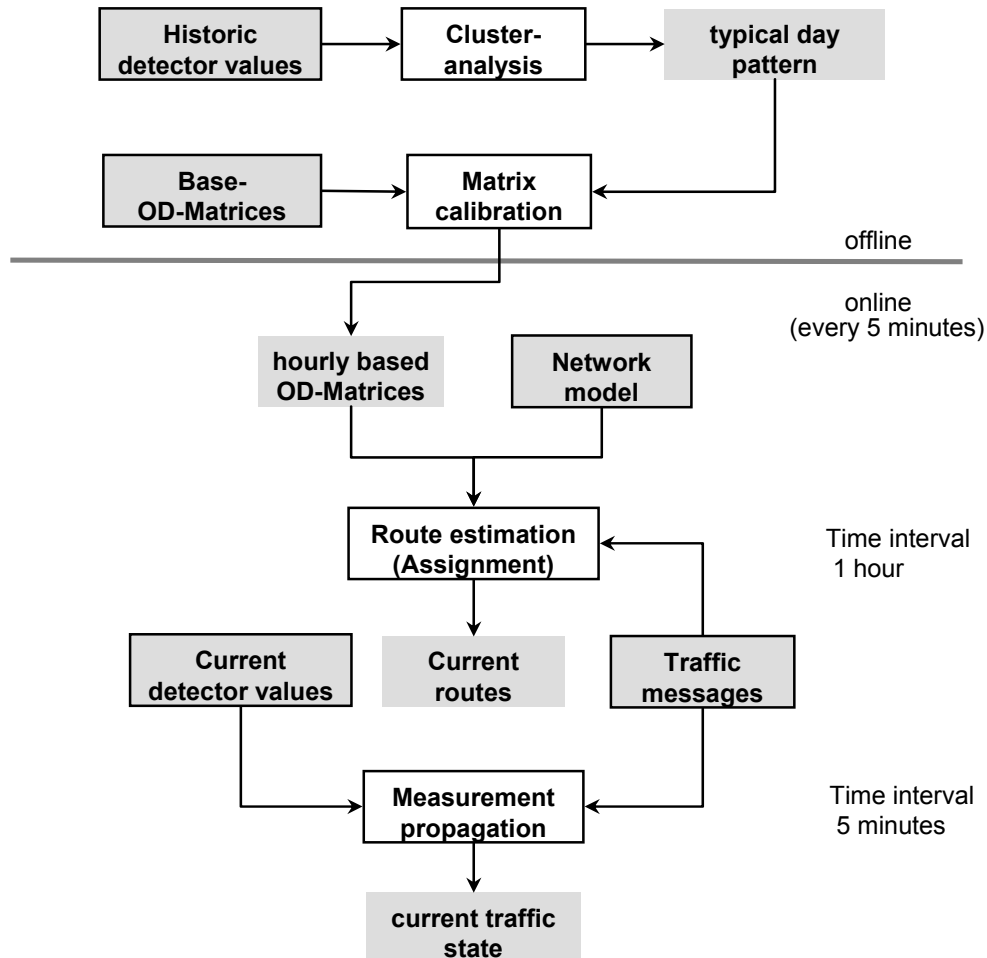 Historic
detector values
Cluster-
analysis
typical day
pattern
Base-
OD-Matrices
Matrix
calibration
offline
online
(every 5 minutes)
hourly based
OD-Matrices
Network
model
Route estimation
(Assignment)
Time interval
1 hour
Current
detector values
Current
routes
Traffic
messages
Measurement
propagation
Time interval
5 minutes
current traffic
state